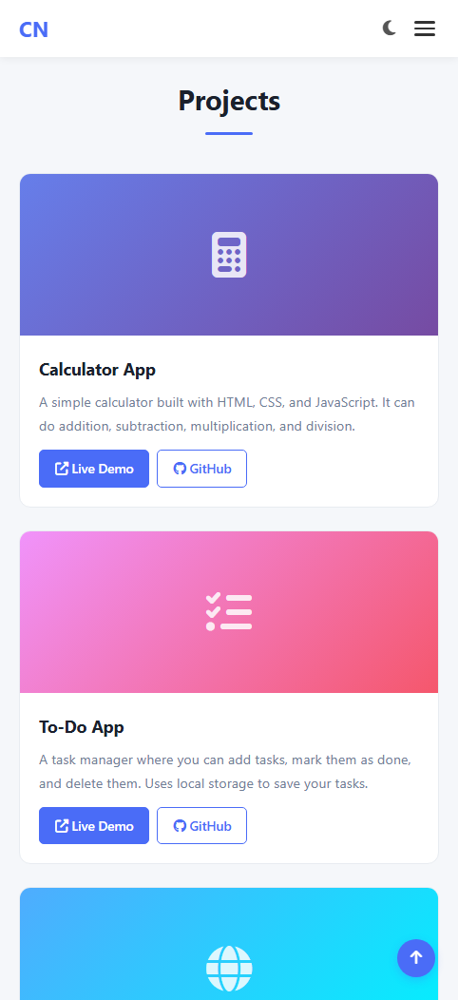 CN
Projects
Calculator App
A simple calculator built with HTML, CSS, and JavaScript. It can
do addition, subtraction, multiplication, and division.
Live Demo
GitHub
To-Do App
A task manager where you can add tasks, mark them as done,
and delete them. Uses local storage to save your tasks.
Live Demo
GitHub